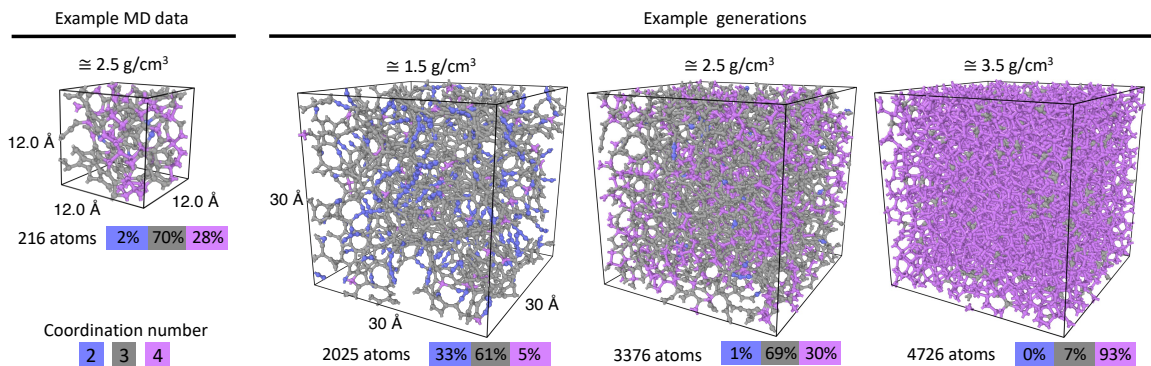 Example MD data
Example generations
≅ 2.5 g/cm³
≅ 1.5 g/cm³
≅ 2.5 g/cm³
≅ 3.5 g/cm³
12.0 Å
12.0 Å
12.0 Å
30 Å
30 Å
30 Å
216 atoms 2% 70% 28%
Coordination number
2 3 4
2025 atoms 33% 61% 5%
3376 atoms 1% 69% 30%
4726 atoms 0% 7% 93%